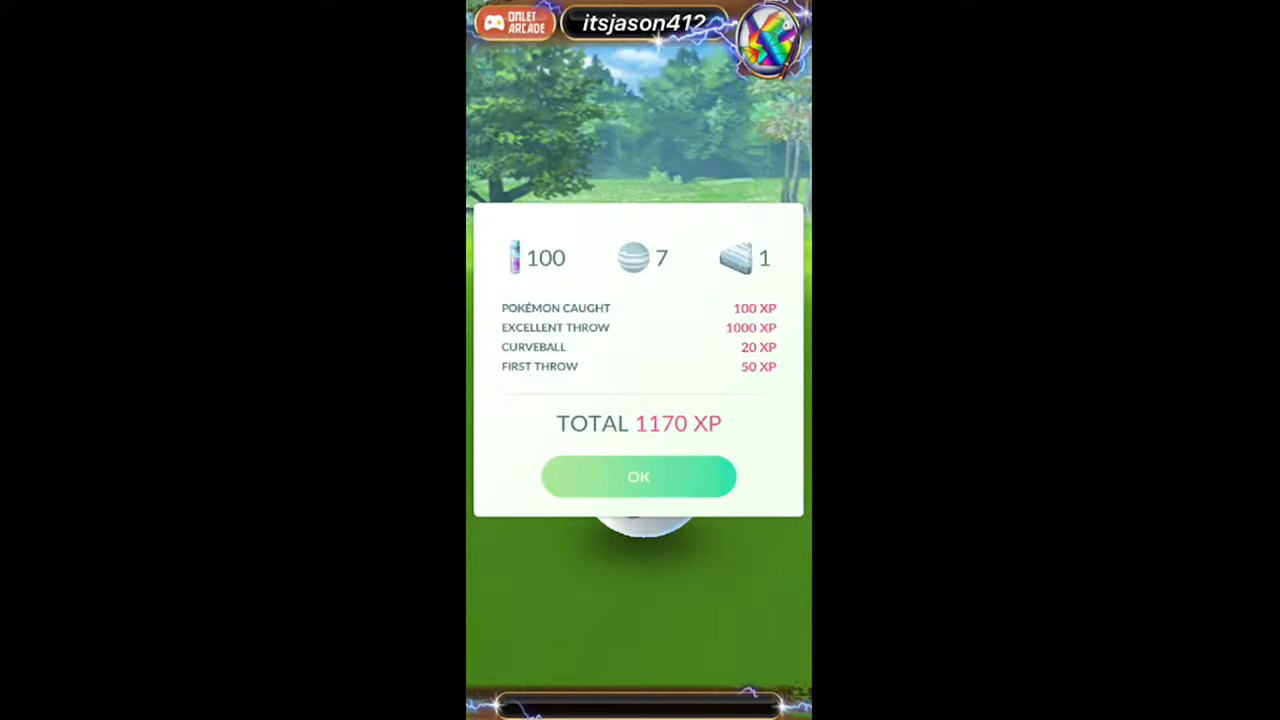 OMLET
ARCADE
itsjason412
100 7 1
POKÉMON CAUGHT 100 XP
EXCELLENT THROW 1000 XP
CURVEBALL 20 XP
FIRST THROW 50 XP
TOTAL 1170 XP
OK